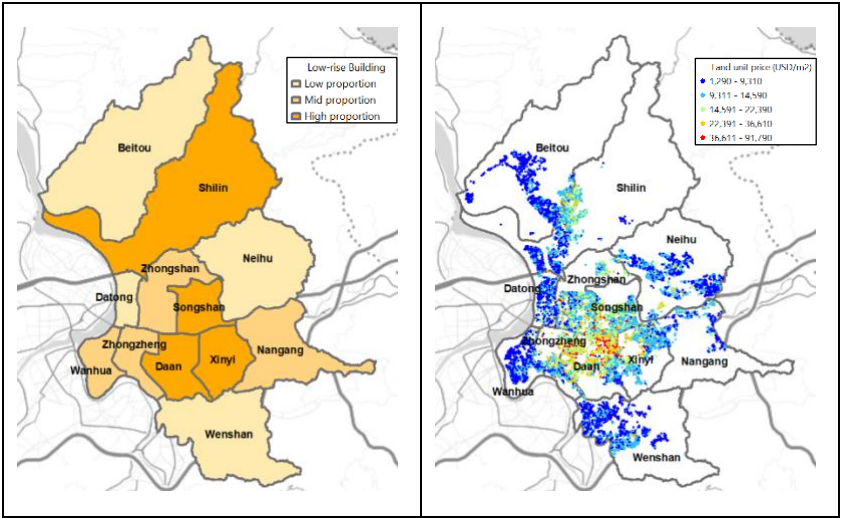 Low-rise Building
Low proportion
Mid proportion
High proportion
Beitou
Shilin
Neihu
Zhongshan
Datong
Songshan
Zhongzheng
Nangang
Wanhua
Daan
Xinyi
Wenshan
Land unit price (USD/m2)
1,290 - 9,310
9,311 - 14,590
14,591 - 22,390
22,391 - 36,610
36,611 - 91,790
Beitou
Shilin
Neihu
Zhongshan
Datong
Songshan
Zhongzheng
Xinyi
Nangang
Daan
Wanhua
Wenshan